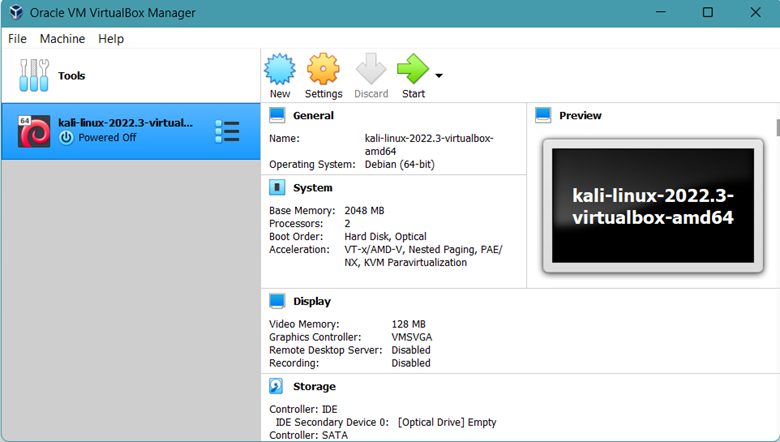 Oracle VM VirtualBox Manager
File Machine Help
Tools
New Settings Discard Start
64
kali-linux-2022.3-virtual...
Powered Off
General
Name: kali-linux-2022.3-virtualbox-
amd64
Operating System: Debian (64-bit)
Preview
kali-linux-2022.3-
virtualbox-amd64
System
Base Memory: 2048 MB
Processors: 2
Boot Order: Hard Disk, Optical
Acceleration: VT-x/AMD-V, Nested Paging, PAE/
NX, KVM Paravirtualization
Display
Video Memory: 128 MB
Graphics Controller: VMSVGA
Remote Desktop Server: Disabled
Recording: Disabled
Storage
Controller: IDE
IDE Secondary Device 0: [Optical Drive] Empty
Controller: SATA